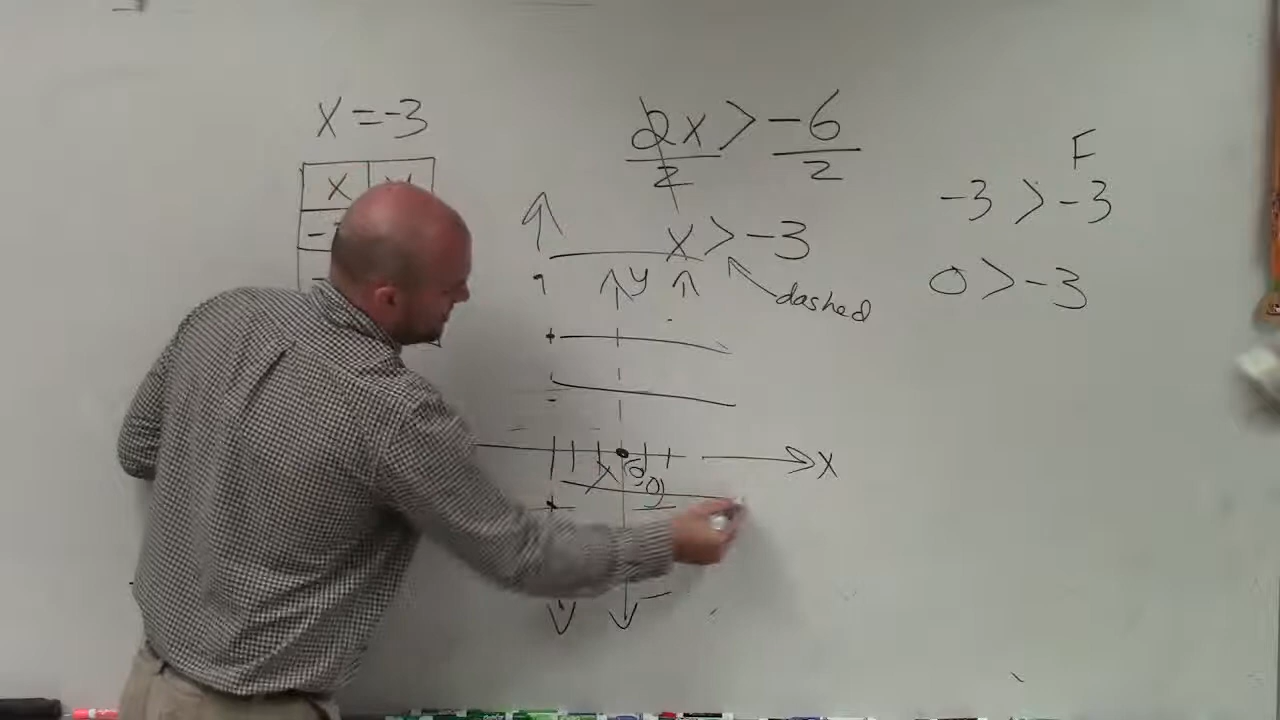 x = -3
2x > -6
2 2
F
-3 > -3
x
x > -3
0 > -3
y
dashed
x